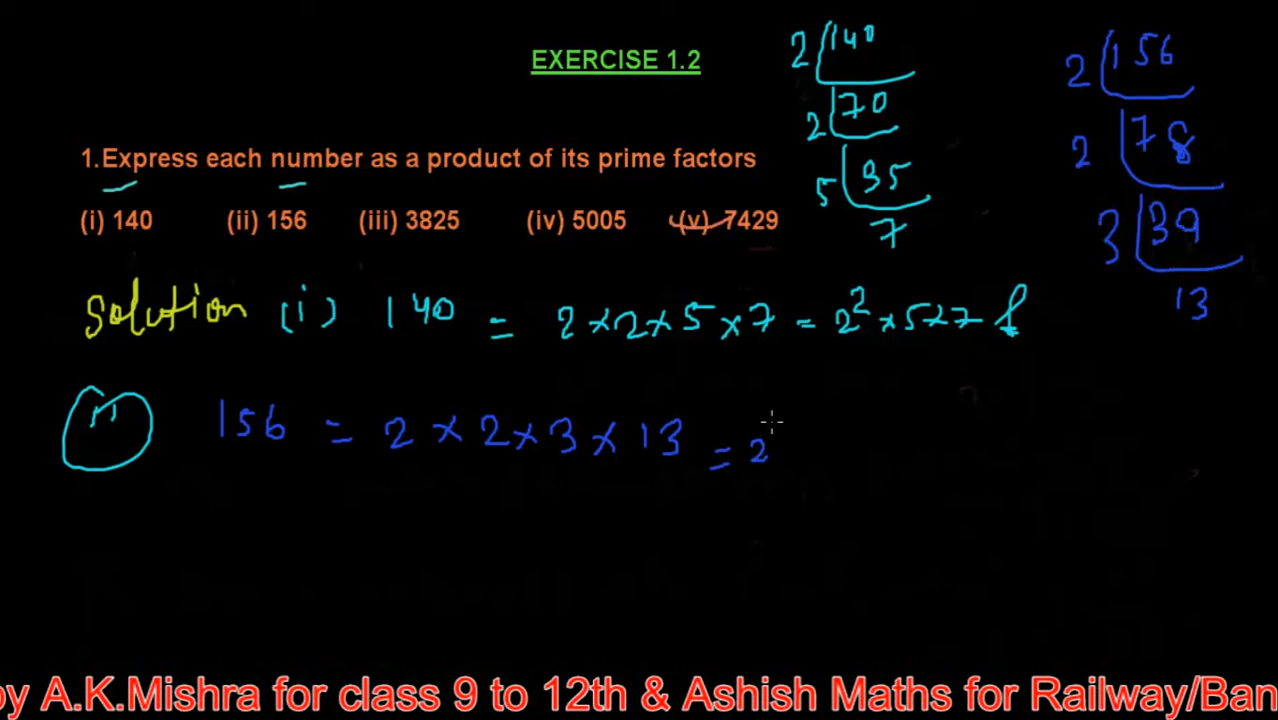 EXERCISE 1.2
1.Express each number as a product of its prime factors
(i) 140 (ii) 156 (iii) 3825 (iv) 5005 (v) 7429
2 140
2 70
5 35
7
2 156
2 78
3 39
13
Solution (i) 140 = 2 × 2 × 5 × 7 = 2² × 5 × 7
156 = 2 × 2 × 3 × 13 = 2
by A.K.Mishra for class 9 to 12th & Ashish Maths for Railway/Ban